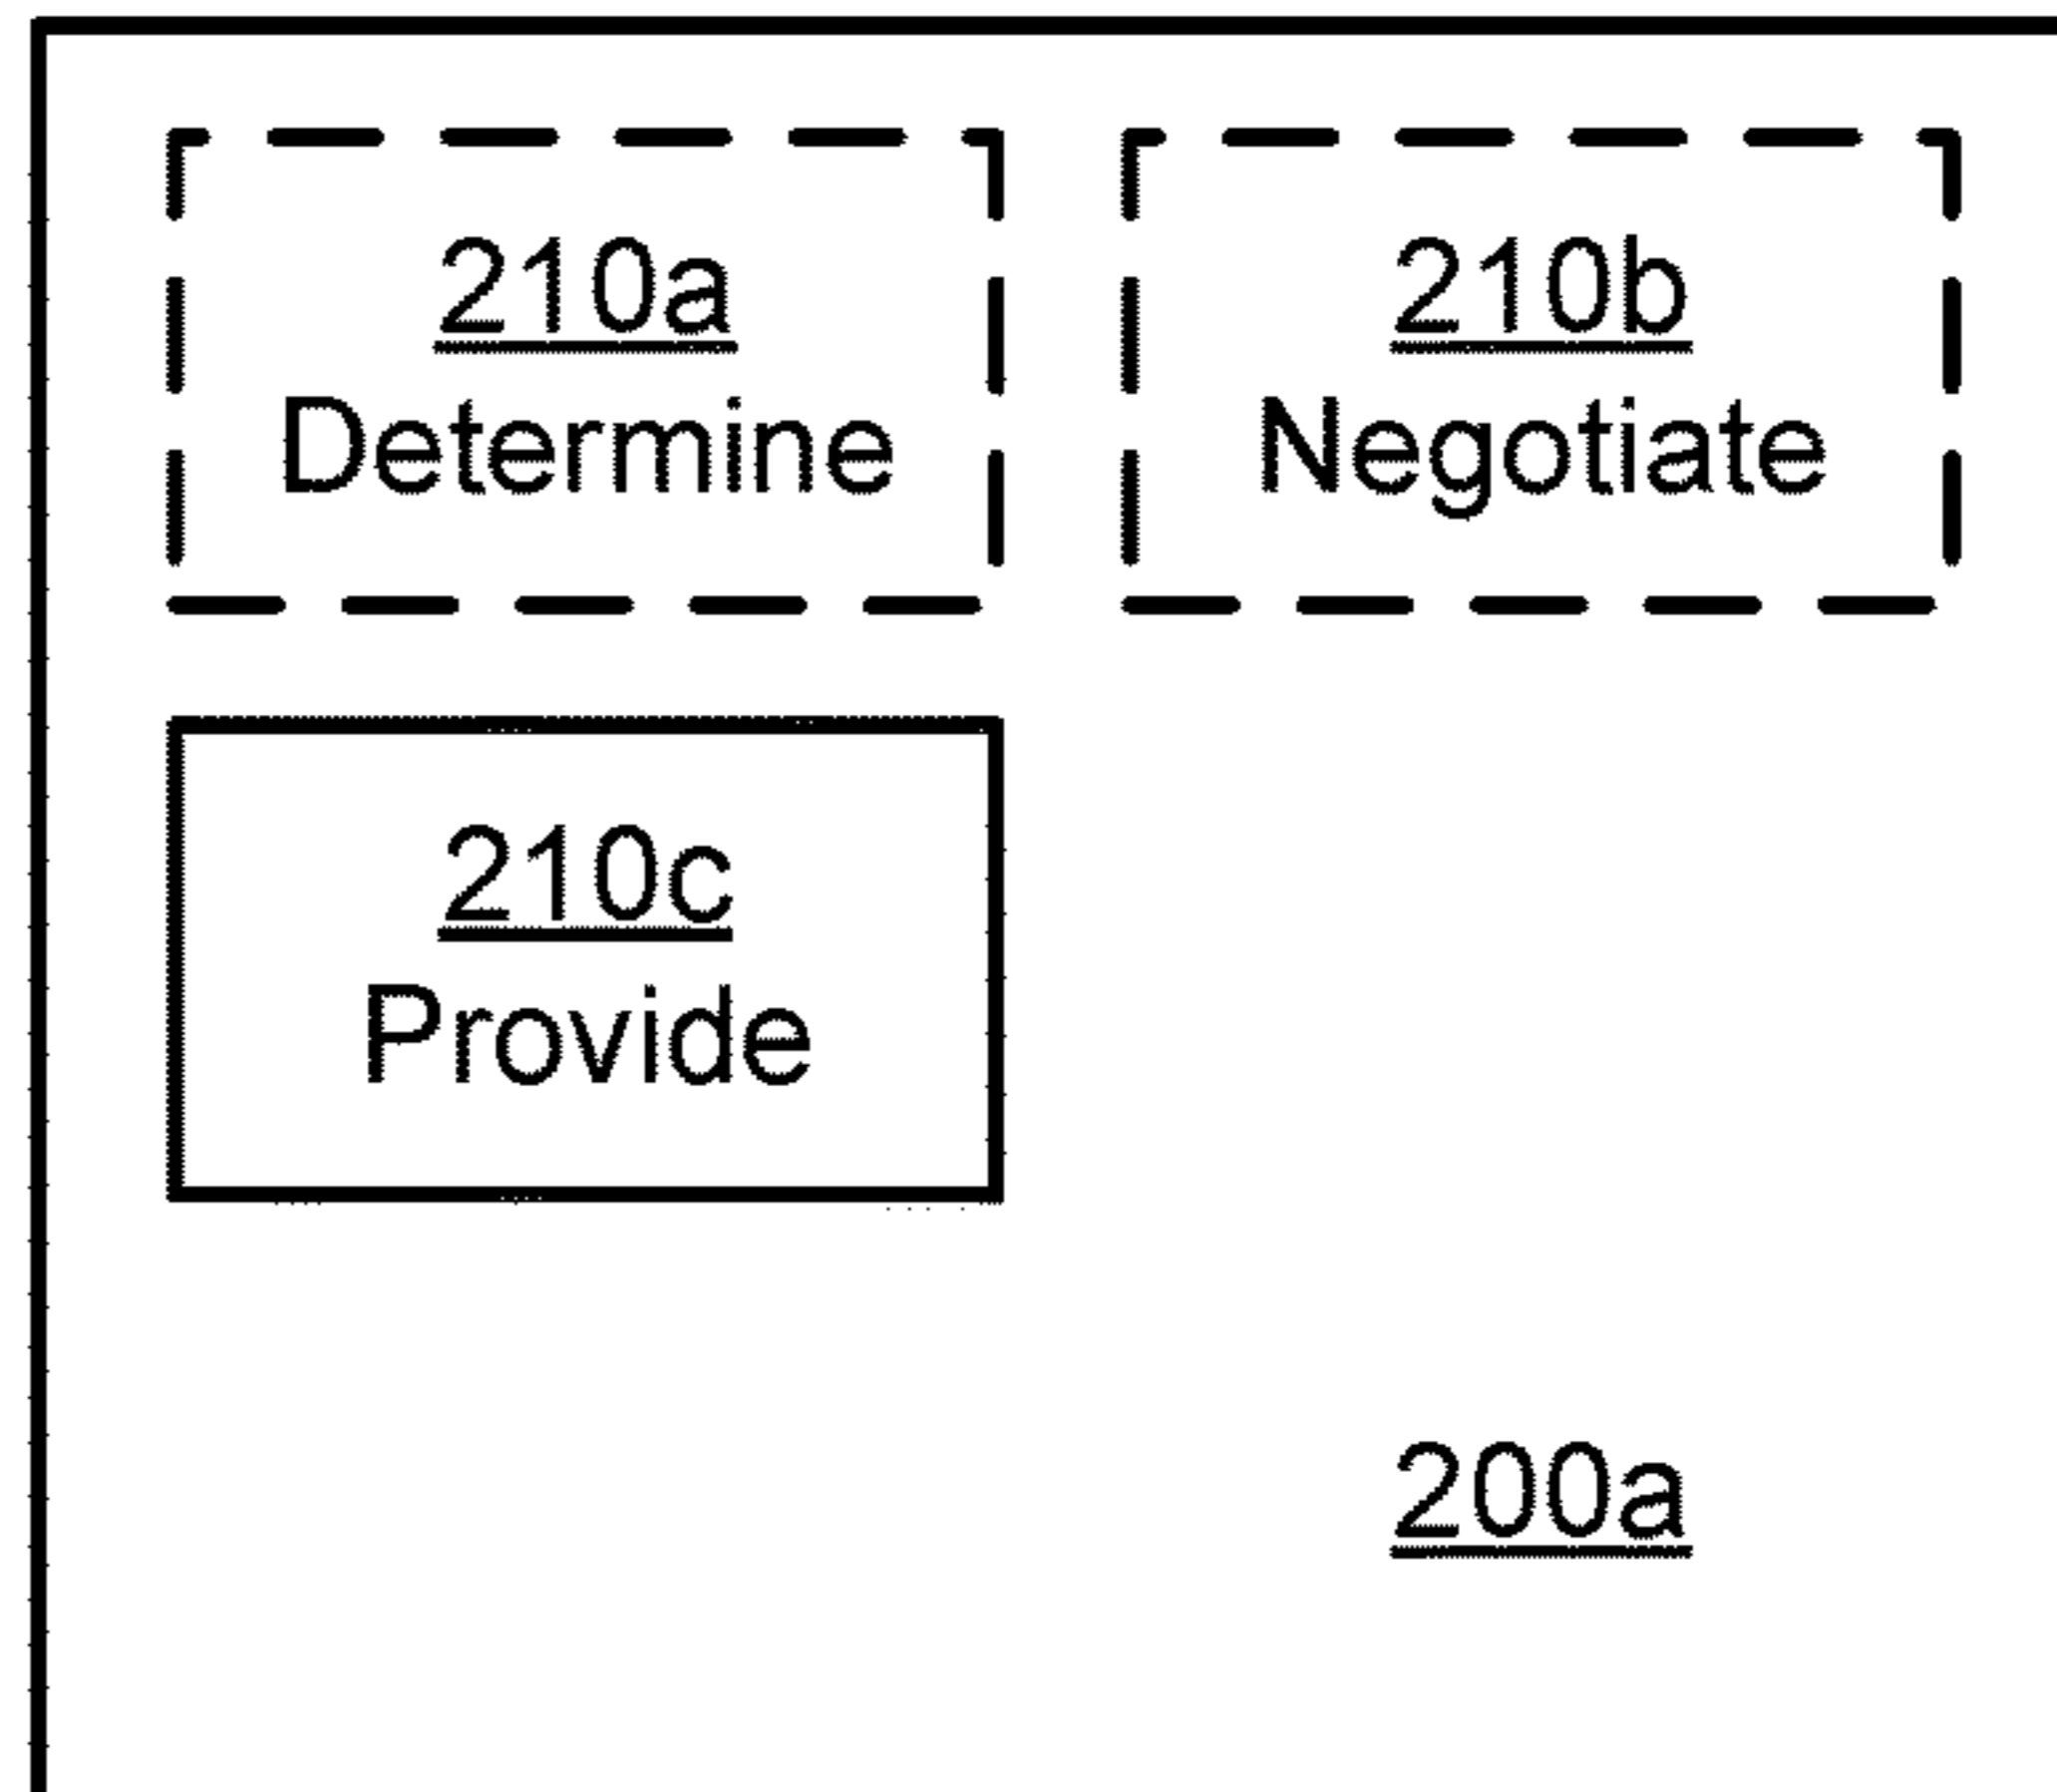 210a
Determine
210b
Negotiate
210c
Provide
200a